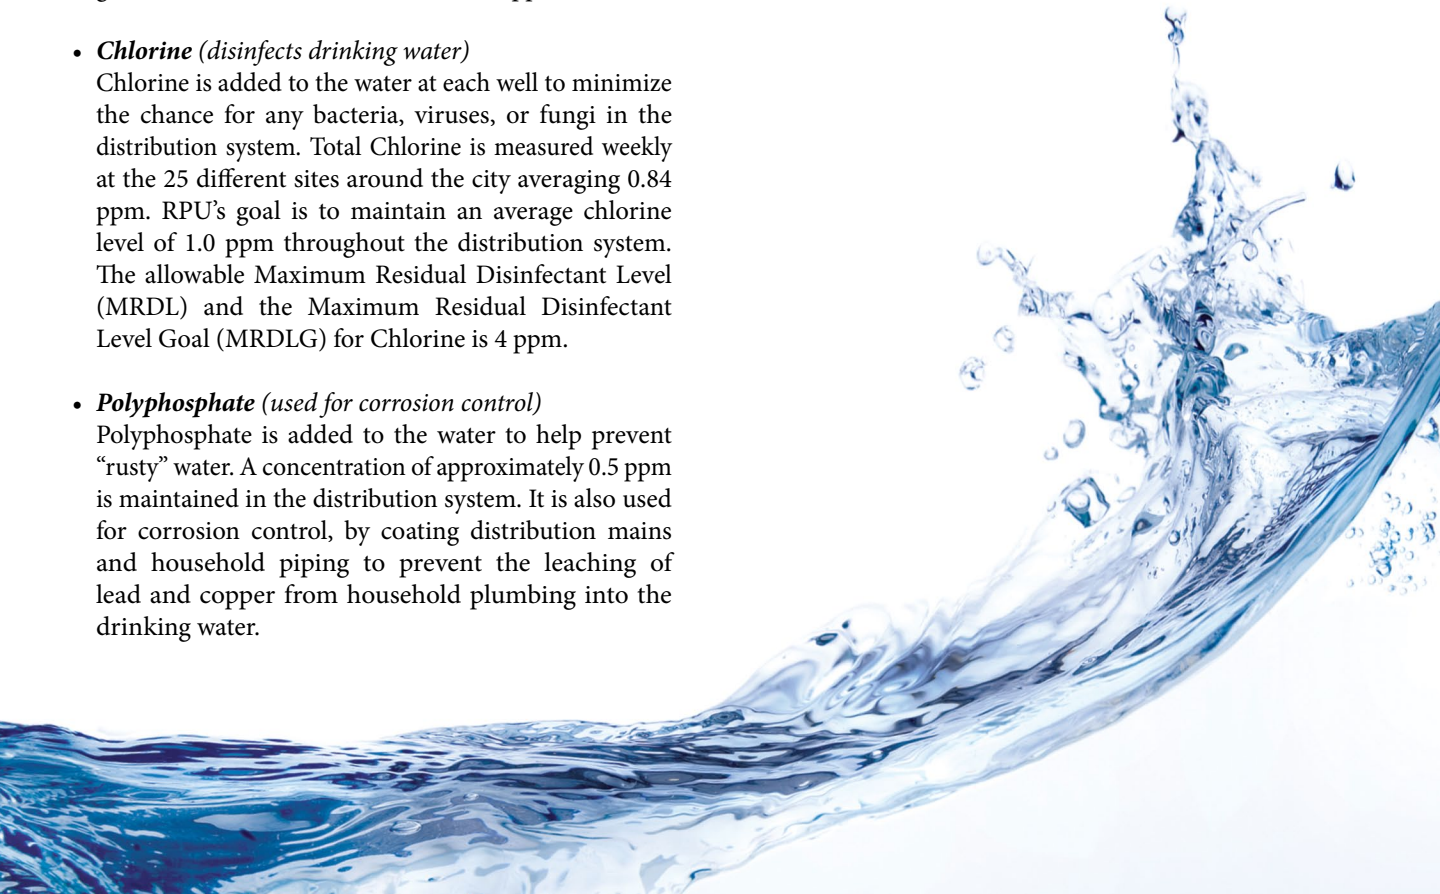 • Chlorine (disinfects drinking water)
Chlorine is added to the water at each well to minimize
the chance for any bacteria, viruses, or fungi in the
distribution system. Total Chlorine is measured weekly
at the 25 different sites around the city averaging 0.84
ppm. RPU’s goal is to maintain an average chlorine
level of 1.0 ppm throughout the distribution system.
The allowable Maximum Residual Disinfectant Level
(MRDL) and the Maximum Residual Disinfectant
Level Goal (MRDLG) for Chlorine is 4 ppm.
• Polyphosphate (used for corrosion control)
Polyphosphate is added to the water to help prevent
“rusty” water. A concentration of approximately 0.5 ppm
is maintained in the distribution system. It is also used
for corrosion control, by coating distribution mains
and household piping to prevent the leaching of
lead and copper from household plumbing into the
drinking water.